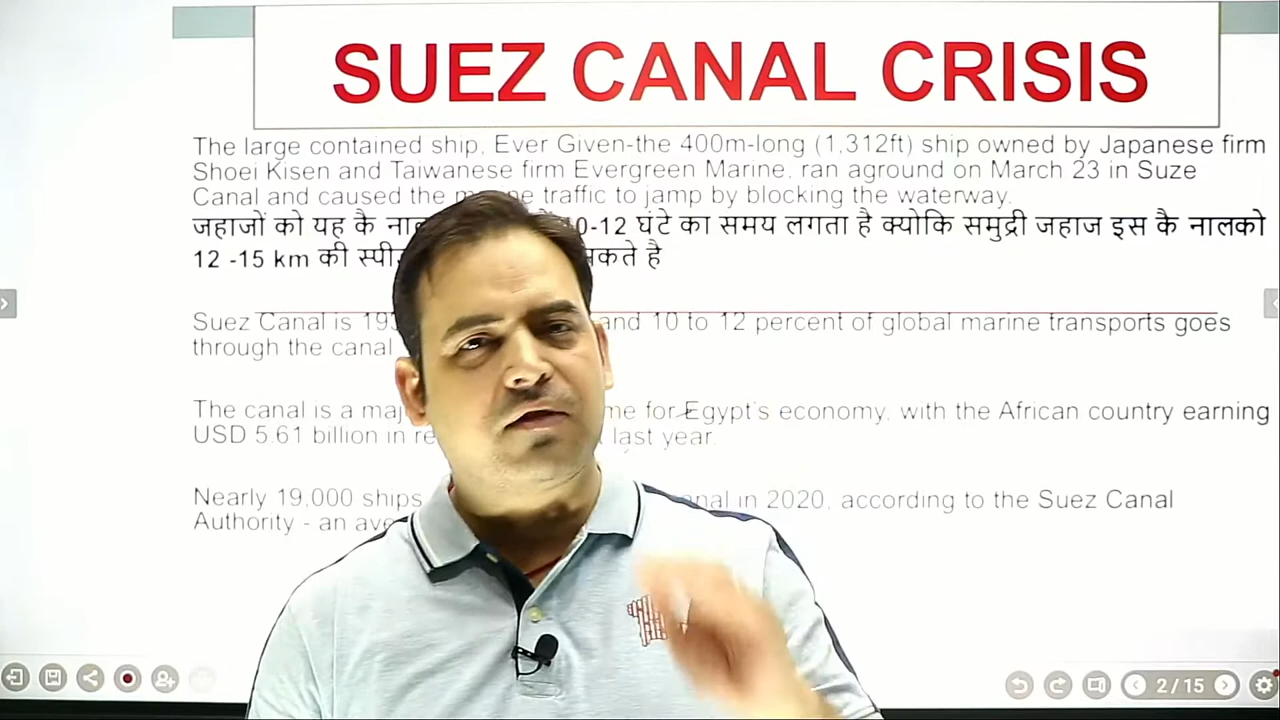 SUEZ CANAL CRISIS
The large contained ship, Ever Given-the 400m-long (1,312ft) ship owned by Japanese firm
Shoei Kisen and Taiwanese firm Evergreen Marine, ran aground on March 23 in Suze
Canal and caused the traffic to jamp by blocking the waterway.
जहाजों को यह कै 0-12 घंटे का समय लगता है क्योकि समुद्री जहाज इस कै नालको
12 -15 km की है
Suez Canal is and 10 to 12 percent of global marine transports goes
through the canal
The canal is a for Egypt's economy, with the African country earning
USD 5.61 billion in last year.
Nearly 19,000 ships in 2020, according to the Suez Canal
Authority - an
2/15